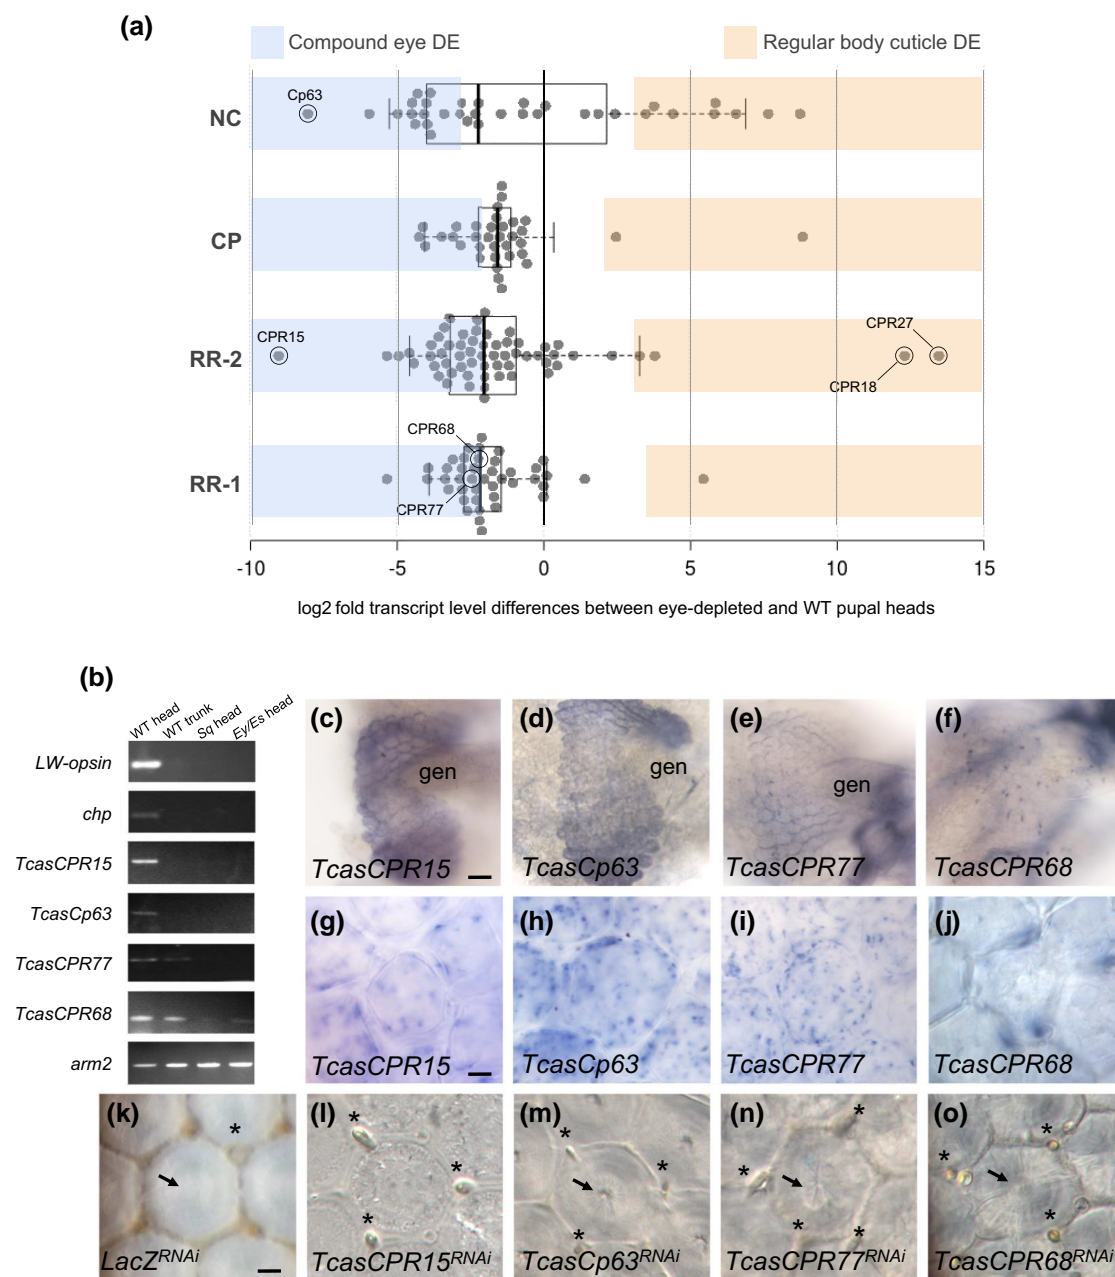 (a)
Compound eye DE
Regular body cuticle DE
NC
Cp63
CP
RR-2
CPR15
CPR27
CPR18
RR-1
CPR68
CPR77
-10 -5 0 5 10 15
log2 fold transcript level differences between eye-depleted and WT pupal heads
(b)
WT head WT trunk Sq head Ey/Es head
LW-opsin
chp
TcasCPR15
TcasCp63
TcasCPR77
TcasCPR68
arm2
(c) gen TcasCPR15
(d) gen TcasCp63
(e) gen TcasCPR77
(f) TcasCPR68
(g) TcasCPR15
(h) TcasCp63
(i) TcasCPR77
(j) TcasCPR68
(k) * LacZRNAi
(l) * * * TcasCPR15RNAi
(m) * * * TcasCp63RNAi
(n) * * * * TcasCPR77RNAi
(o) * * * TcasCPR68RNAi